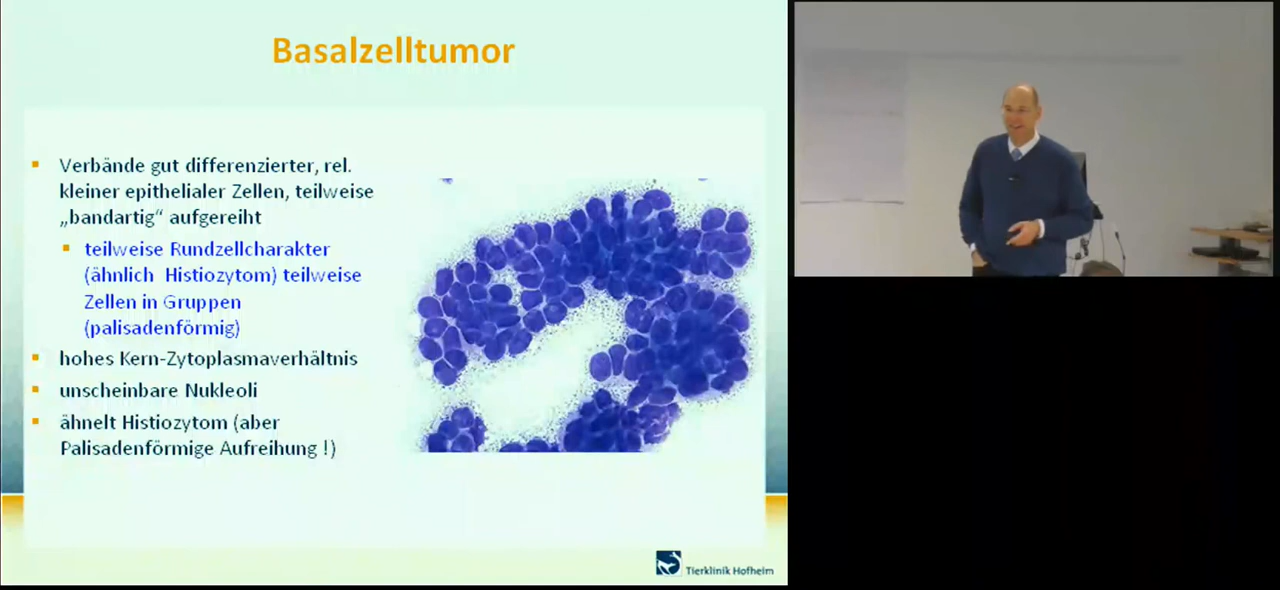 Basalzelltumor
Verbände gut differenzierter, rel.
kleiner epithelialer Zellen, teilweise
„bandartig“ aufgereiht
teilweise Rundzellcharakter
(ähnlich Histiozytom) teilweise
Zellen in Gruppen
(palisadenförmig)
hohes Kern-Zytoplasmaverhältnis
unscheinbare Nukleoli
ähnelt Histiozytom (aber
Palisadenförmige Aufreihung !)
Tierklinik Hofheim